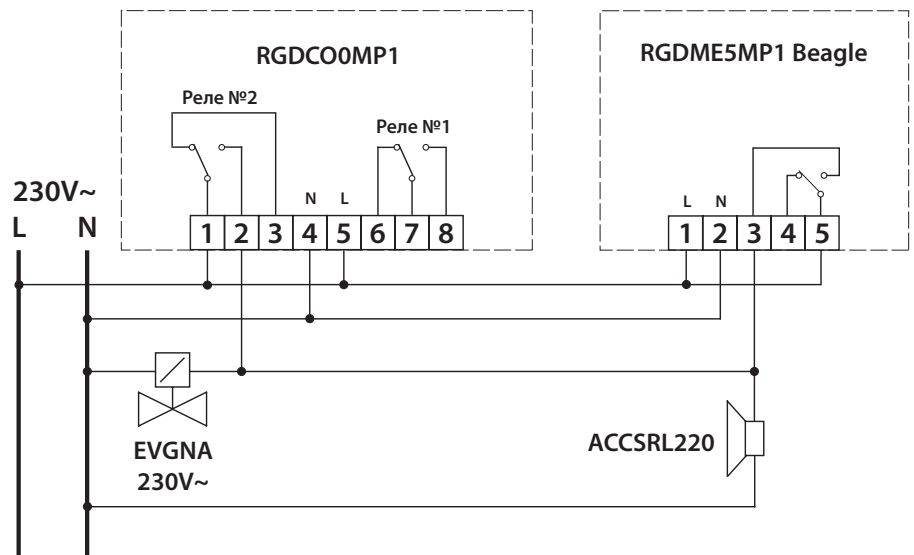 RGDCO0MP1
RGDME5MP1 Beagle
Реле №2
Реле №1
230V~
L N
N L
1 2 3 4 5 6 7 8
L N
1 2 3 4 5
EVGNA
230V~
ACCSRL220